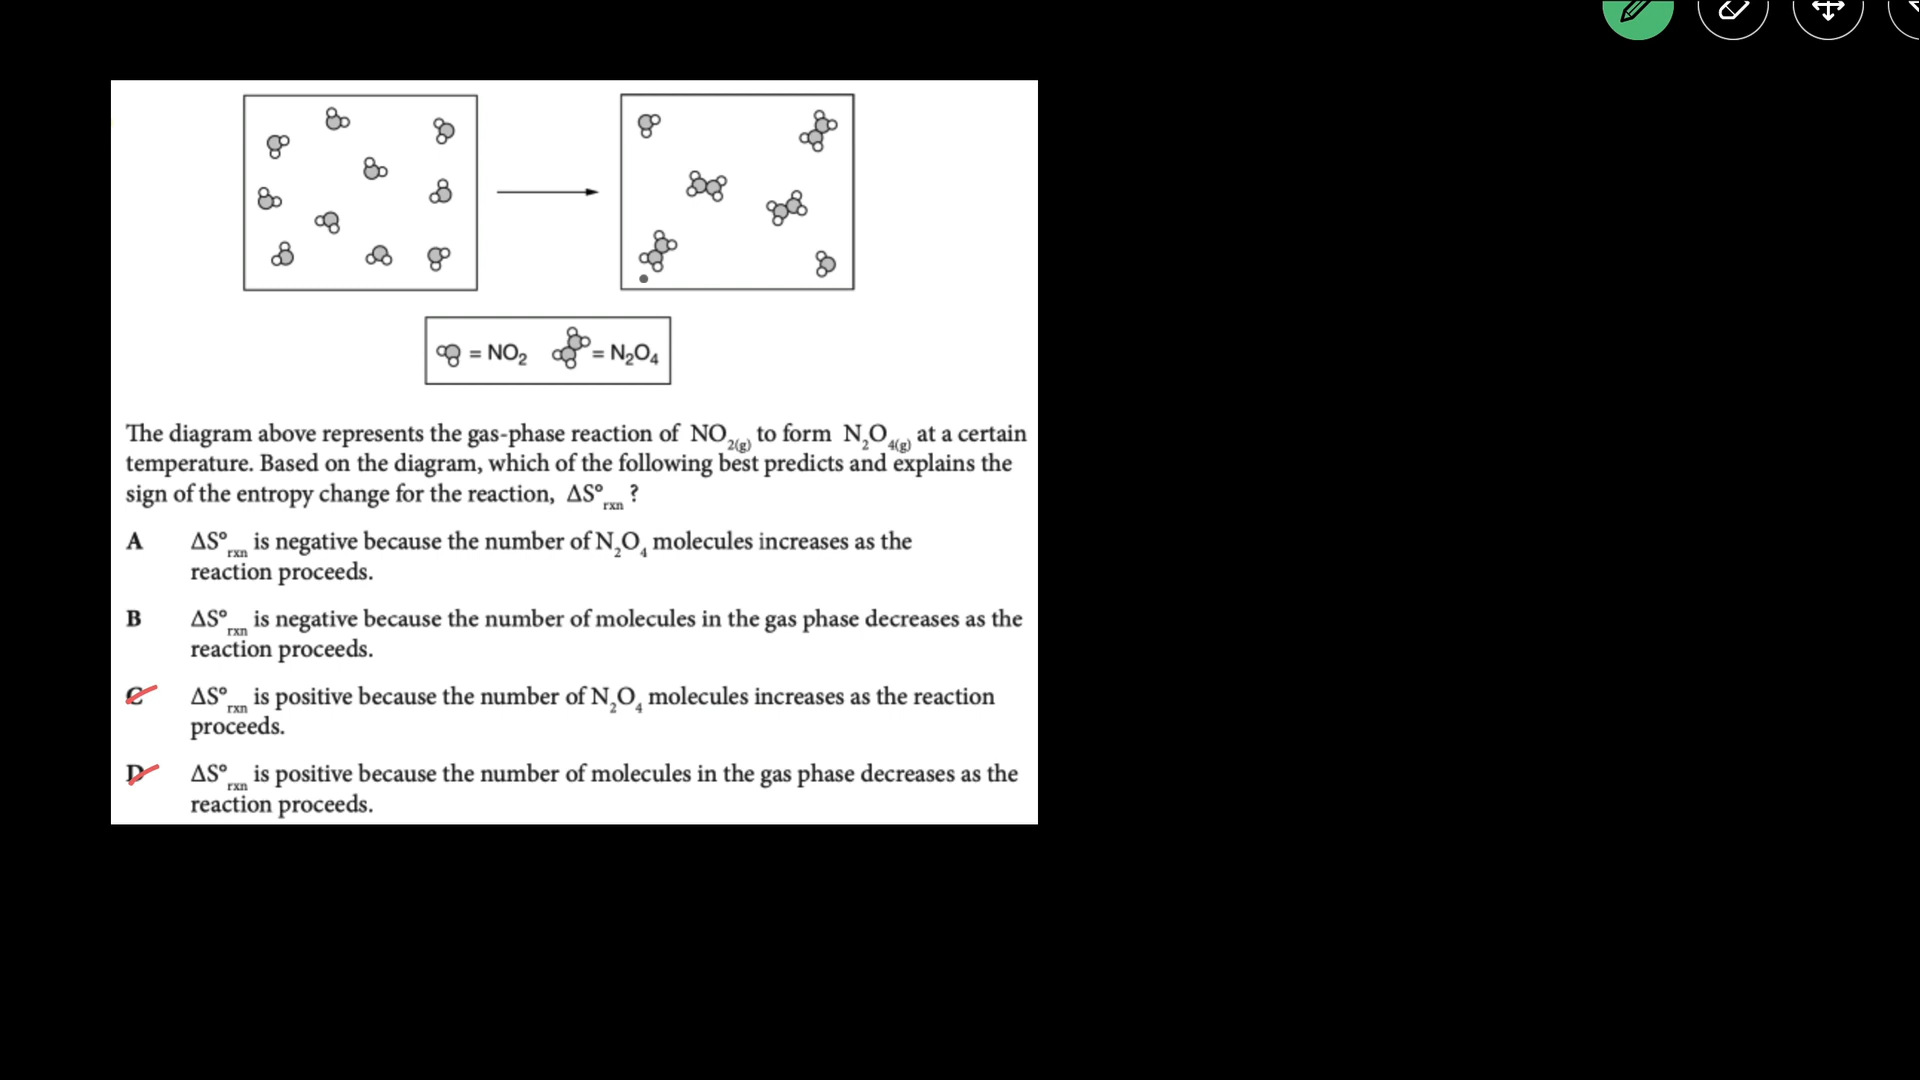 = NO₂ = N₂O₄
The diagram above represents the gas-phase reaction of NO₂(g) to form N₂O₄(g) at a certain
temperature. Based on the diagram, which of the following best predicts and explains the
sign of the entropy change for the reaction, ΔS°rxn ?
A ΔS°rxn is negative because the number of N₂O₄ molecules increases as the
reaction proceeds.
B ΔS°rxn is negative because the number of molecules in the gas phase decreases as the
reaction proceeds.
C ΔS°rxn is positive because the number of N₂O₄ molecules increases as the reaction
proceeds.
D ΔS°rxn is positive because the number of molecules in the gas phase decreases as the
reaction proceeds.